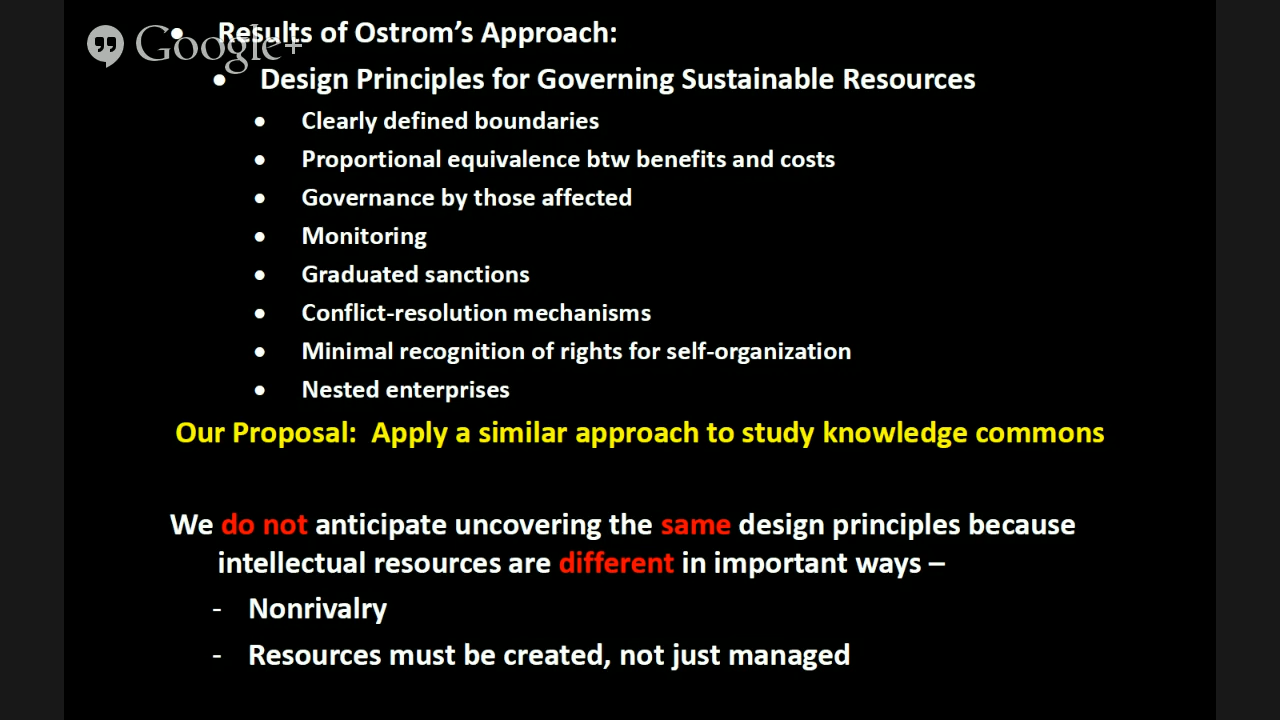 • Results of Ostrom's Approach:
Google+
• Design Principles for Governing Sustainable Resources
• Clearly defined boundaries
• Proportional equivalence btw benefits and costs
• Governance by those affected
• Monitoring
• Graduated sanctions
• Conflict-resolution mechanisms
• Minimal recognition of rights for self-organization
• Nested enterprises
Our Proposal: Apply a similar approach to study knowledge commons
We do not anticipate uncovering the same design principles because
intellectual resources are different in important ways –
- Nonrivalry
- Resources must be created, not just managed